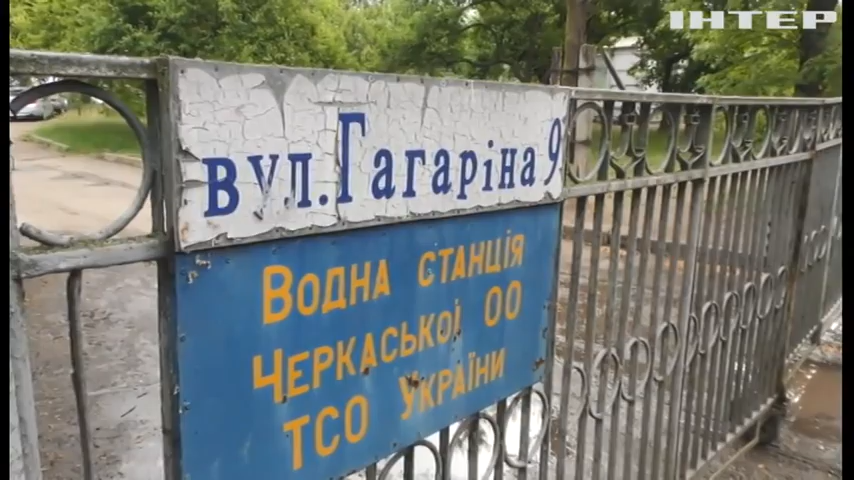 ІНТЕР
вул. Гагаріна 9
Водна станція
Черкаської ОО
ТСО України